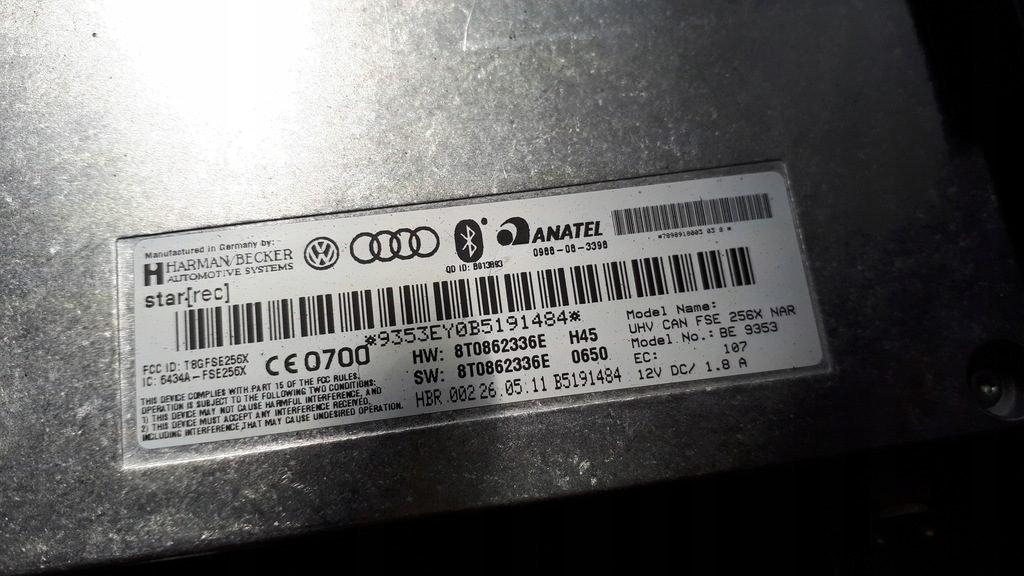 Manufactured in Germany by:
HARMAN/BECKER
AUTOMOTIVE SYSTEMS
star[rec]
QD ID: B013893
ANATEL
0988-08-3398
*9353EY0B5191484*
FCC ID: T8GFSE256X
IC: 6434A-FSE256X
CE 0700
THIS DEVICE COMPLIES WITH PART 15 OF THE FCC RULES.
OPERATION IS SUBJECT TO THE FOLLOWING TWO CONDITIONS:
1) THIS DEVICE MAY NOT CAUSE HARMFUL INTERFERENCE, AND
2) THIS DEVICE MUST ACCEPT ANY INTERFERENCE RECEIVED,
INCLUDING INTERFERENCE THAT MAY CAUSE UNDESIRED OPERATION.
HW: 8T0862336E H45
SW: 8T0862336E 0650
HBR 002 26.05.11 B5191484
Model Name:
UHV CAN FSE 256X NAR
Model No.: BE 9353
EC: 107
12V DC/ 1.8 A